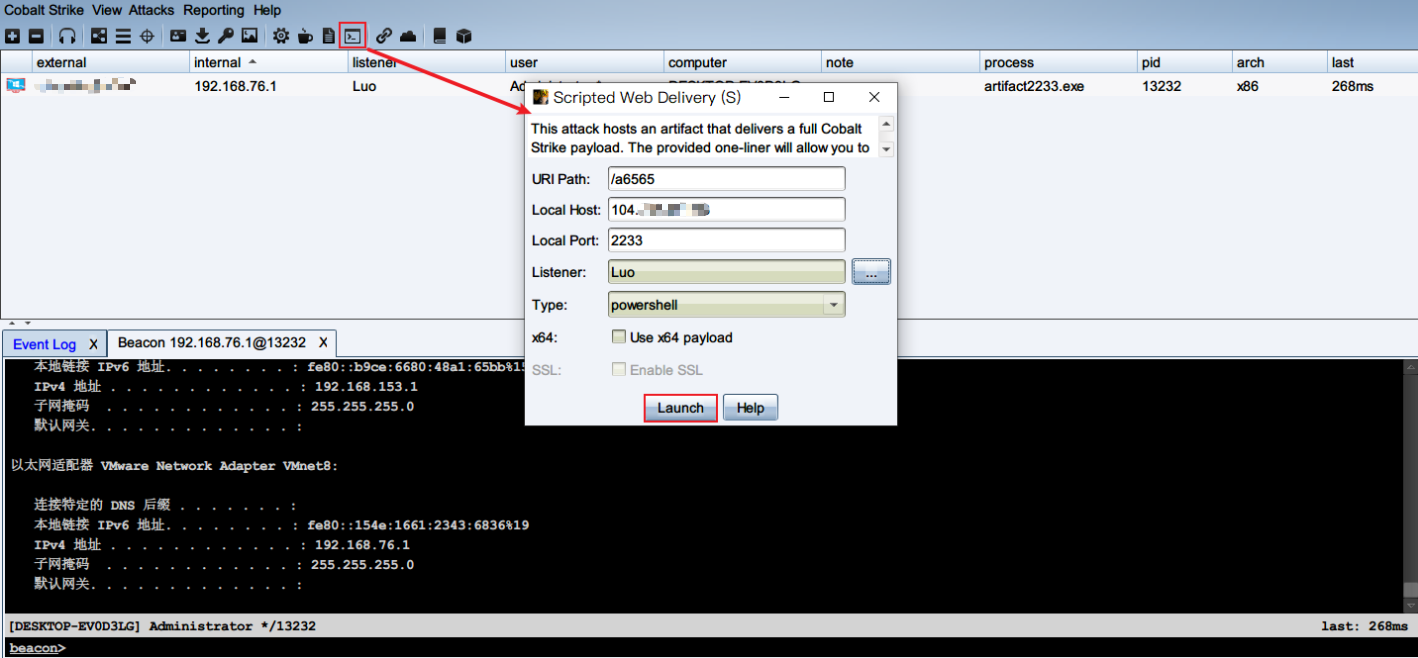 Cobalt Strike View Attacks Reporting Help
external internal listener user computer note process pid arch last
192.168.76.1 Luo artifact2233.exe 13232 x86 268ms
Scripted Web Delivery (S)
This attack hosts an artifact that delivers a full Cobalt
Strike payload. The provided one-liner will allow you to
URI Path: /a6565
Local Host: 104.
Local Port: 2233
Listener: Luo ...
Type: powershell
x64: Use x64 payload
SSL: Enable SSL
Launch Help
Event Log X Beacon 192.168.76.1@13232 X
本地链接 IPv6 地址. . . . . . . . : fe80::b9ce:6680:48a1:65bb%15
IPv4 地址 . . . . . . . . . . . . : 192.168.153.1
子网掩码 . . . . . . . . . . . . : 255.255.255.0
默认网关. . . . . . . . . . . . . :
以太网适配器 VMware Network Adapter VMnet8:
连接特定的 DNS 后缀 . . . . . . . :
本地链接 IPv6 地址. . . . . . . . : fe80::154e:1661:2343:6836%19
IPv4 地址 . . . . . . . . . . . . : 192.168.76.1
子网掩码 . . . . . . . . . . . . : 255.255.255.0
默认网关. . . . . . . . . . . . . :
[DESKTOP-EV0D3LG] Administrator */13232 last: 268ms
beacon>